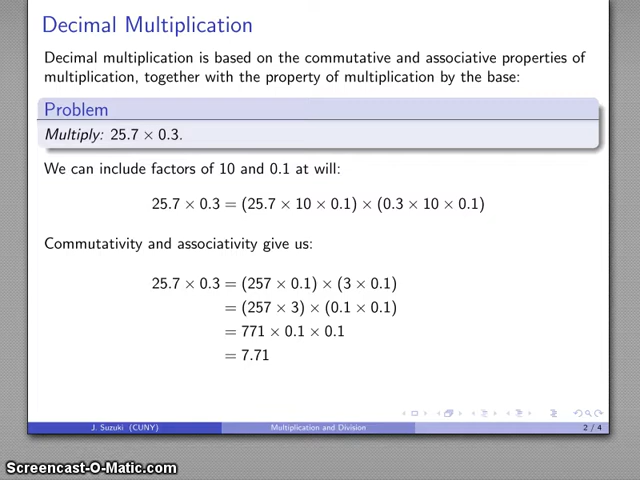 Decimal Multiplication
Decimal multiplication is based on the commutative and associative properties of
multiplication, together with the property of multiplication by the base:
Problem
Multiply: 25.7 × 0.3.
We can include factors of 10 and 0.1 at will:
25.7 × 0.3 = (25.7 × 10 × 0.1) × (0.3 × 10 × 0.1)
Commutativity and associativity give us:
25.7 × 0.3 = (257 × 0.1) × (3 × 0.1)
= (257 × 3) × (0.1 × 0.1)
= 771 × 0.1 × 0.1
= 7.71
J. Suzuki (CUNY) Multiplication and Division 2 / 4
Screencast-O-Matic.com